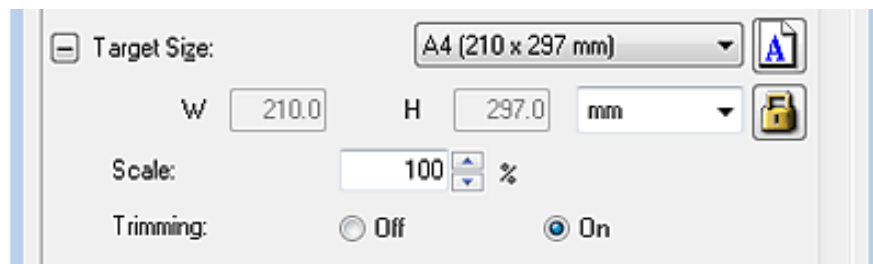 Target Size: A4 (210 x 297 mm) A
W 210.0 H 297.0 mm
Scale: 100 %
Trimming: Off On